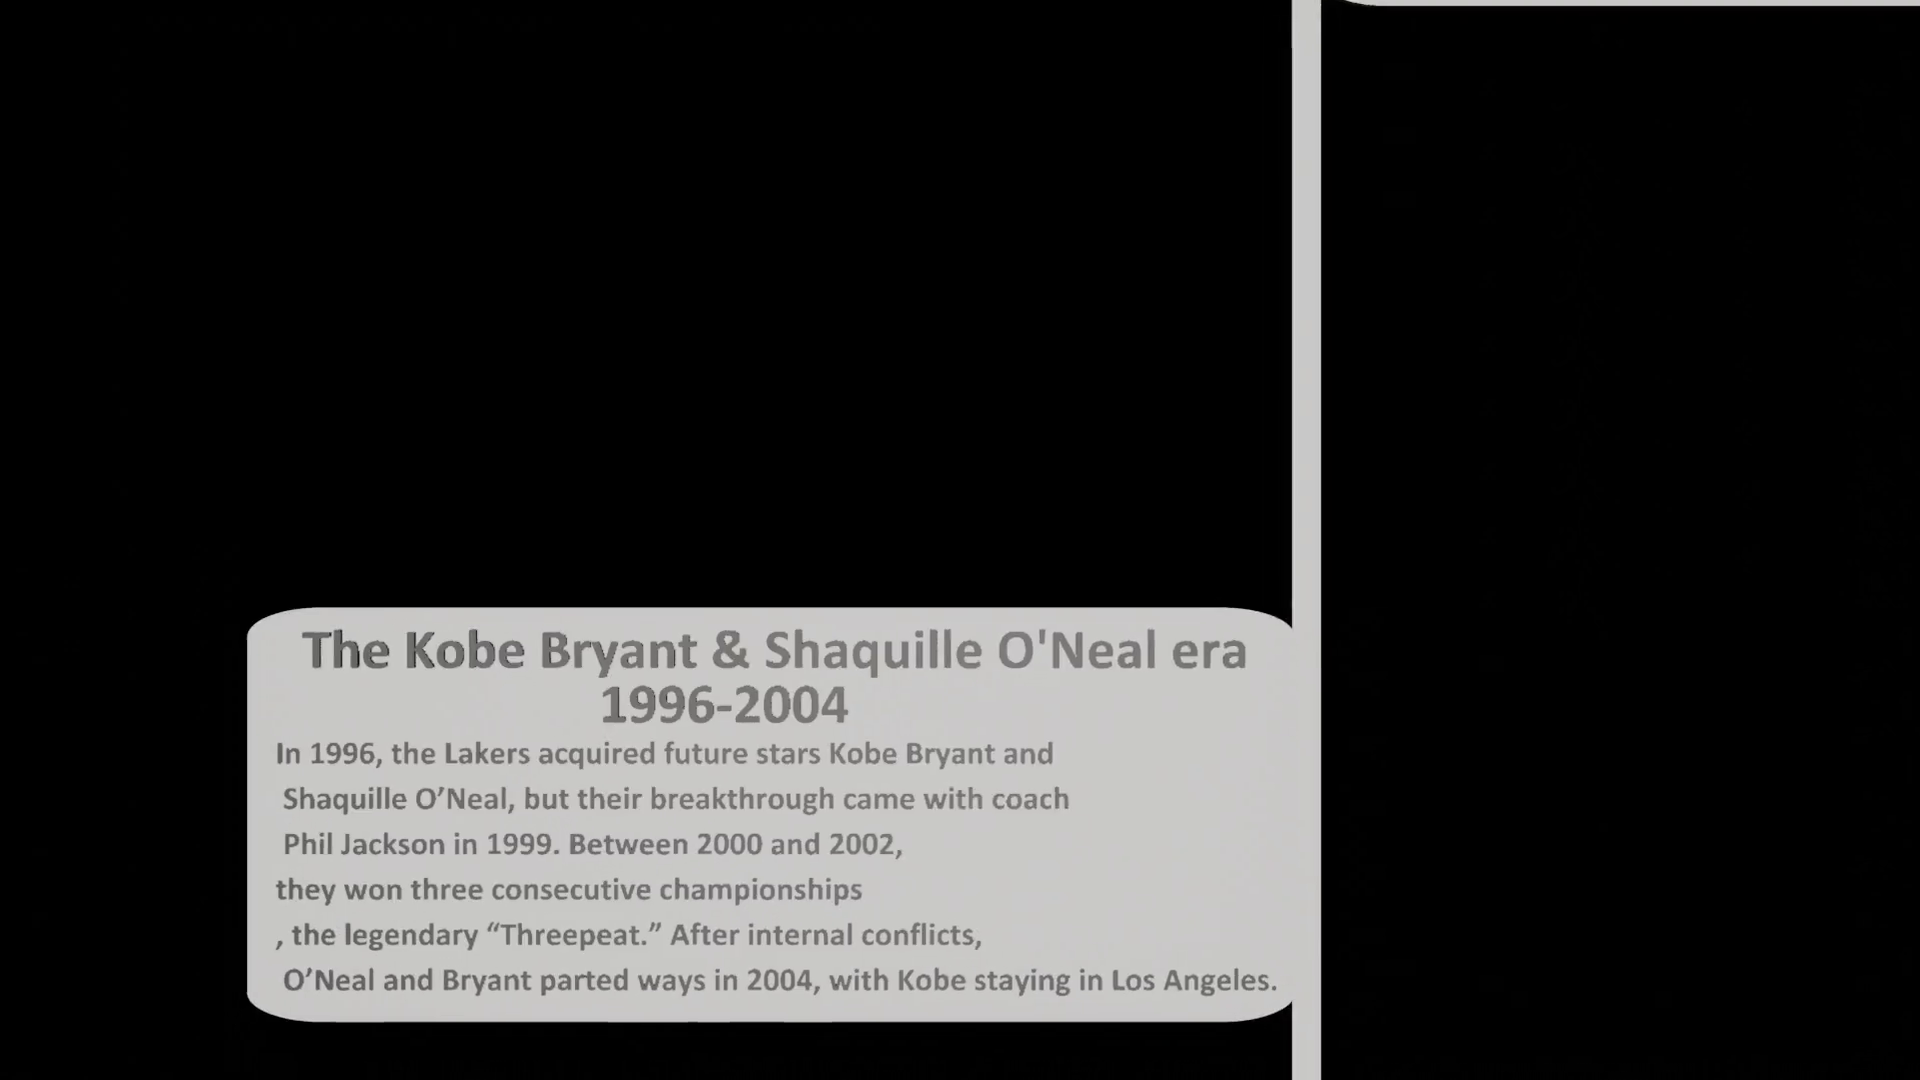 The Kobe Bryant & Shaquille O'Neal era
1996-2004
In 1996, the Lakers acquired future stars Kobe Bryant and
Shaquille O’Neal, but their breakthrough came with coach
Phil Jackson in 1999. Between 2000 and 2002,
they won three consecutive championships
, the legendary “Threepeat.” After internal conflicts,
O’Neal and Bryant parted ways in 2004, with Kobe staying in Los Angeles.